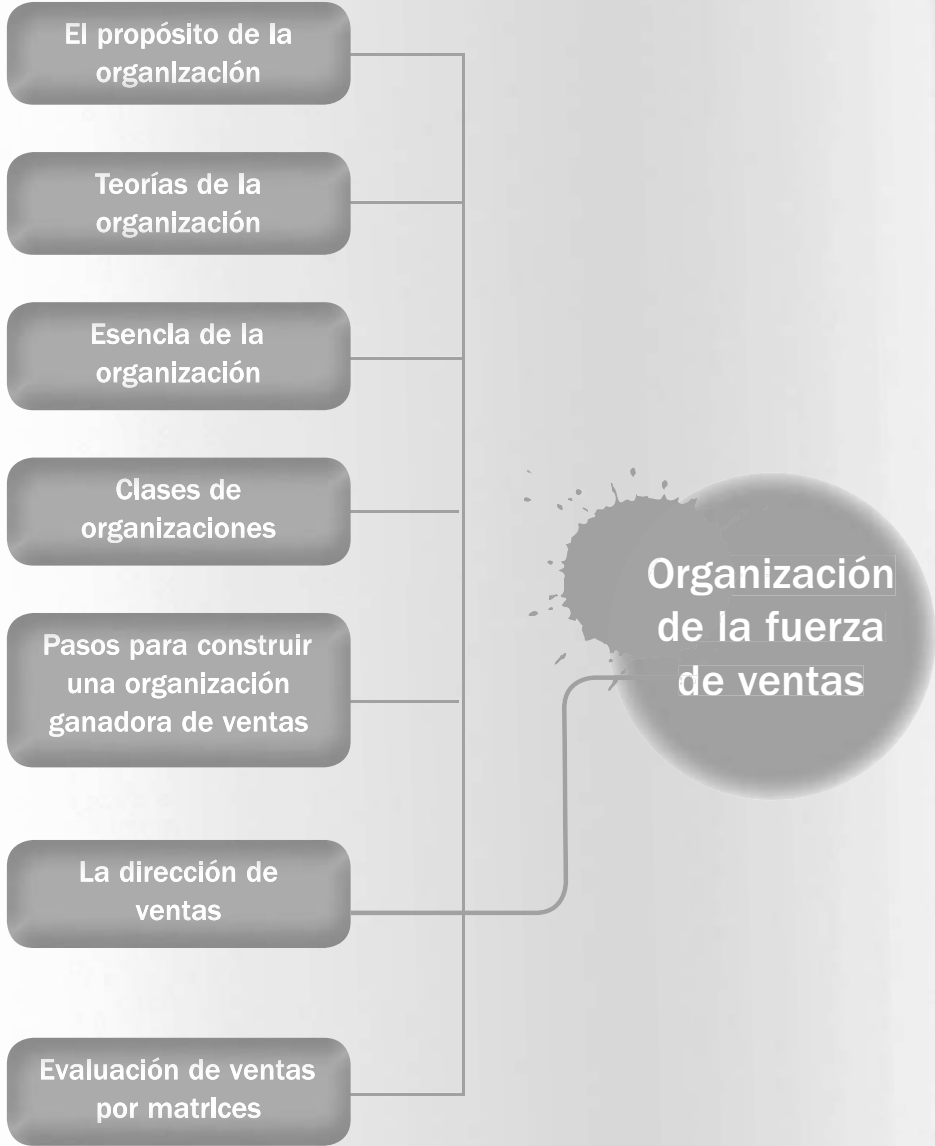 El propósito de la
organización
Teorías de la
organización
Esencia de la
organización
Clases de
organizaciones
Pasos para construir
una organización
ganadora de ventas
La dirección de
ventas
Evaluación de ventas
por matrices
Organización
de la fuerza
de ventas